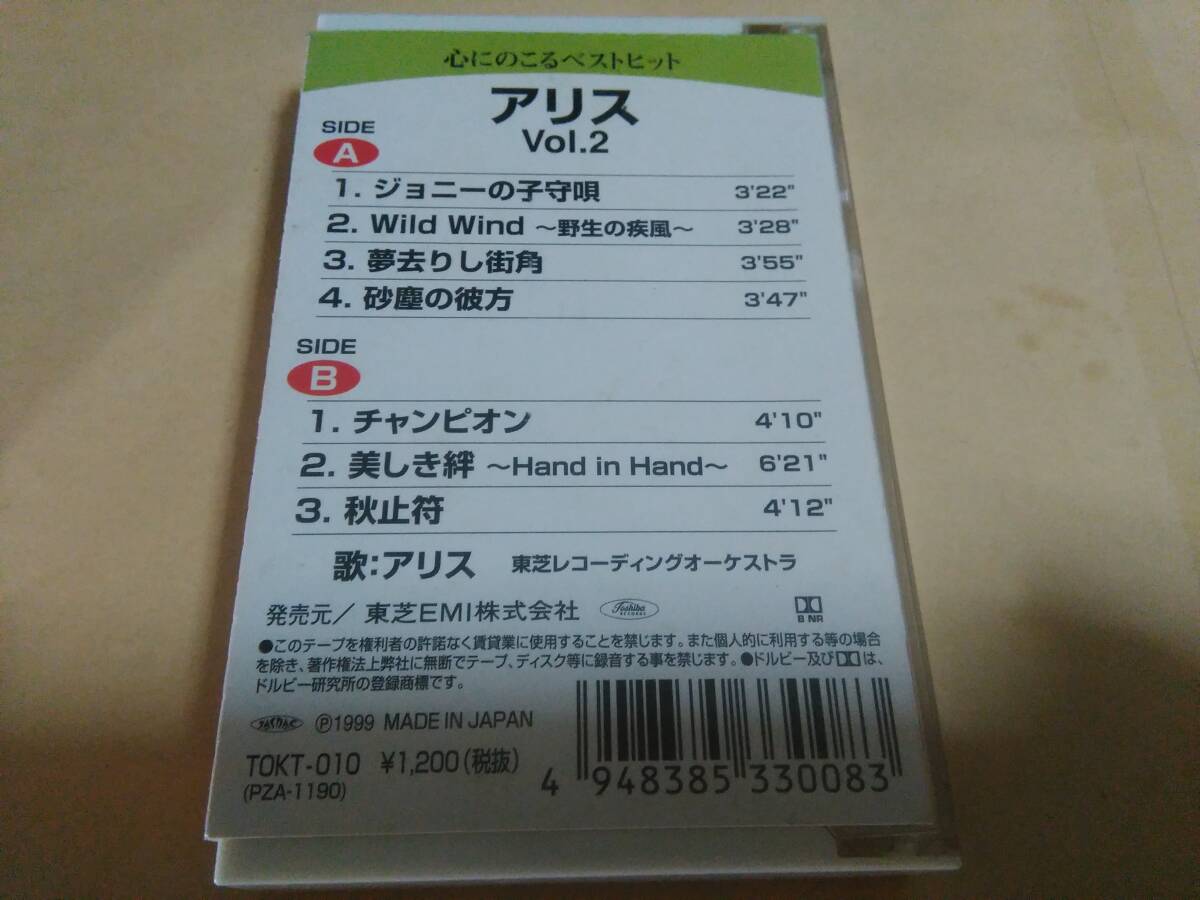 心にのこるベストヒット
アリス
Vol.2
SIDE
A
1. ジョニーの子守唄 3'22"
2. Wild Wind ～野生の疾風～ 3'28"
3. 夢去りし街角 3'55"
4. 砂塵の彼方 3'47"
SIDE
B
1. チャンピオン 4'10"
2. 美しき絆 ～Hand in Hand～ 6'21"
3. 秋止符 4'12"
歌:アリス 東芝レコーディングオーケストラ
発売元/東芝EMI株式会社 Toshiba RECORDS B NR
●このテープを権利者の許諾なく賃貸業に使用することを禁じます。また個人的に利用する等の場合
を除き、著作権法上弊社に無断でテープ、ディスク等に録音する事を禁じます。●ドルビー及びは、
ドルビー研究所の登録商標です。
Ⓟ1999 MADE IN JAPAN
TOKT-010 ¥1,200(税抜)
(PZA-1190)
4 948385 330083